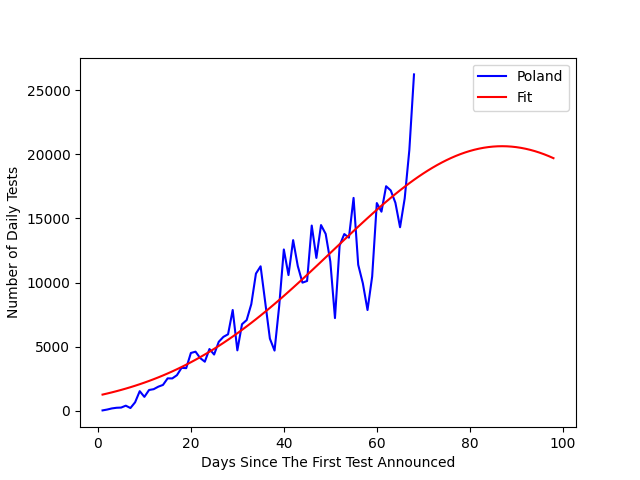 Poland
Fit
25000
20000
15000
10000
5000
0
Number of Daily Tests
0 20 40 60 80 100
Days Since The First Test Announced